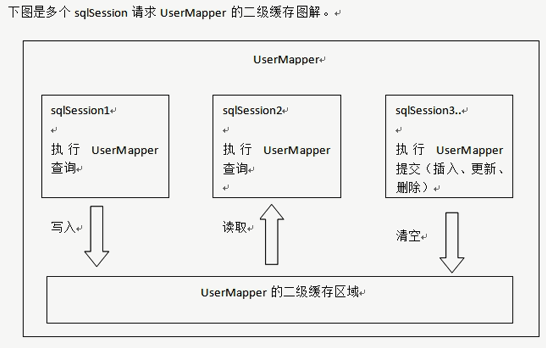 下图是多个 sqlSession 请求 UserMapper 的二级缓存图解。
UserMapper
sqlSession1
执行 UserMapper
查询
sqlSession2
执行 UserMapper
查询
sqlSession3..
执行 UserMapper
提交（插入、更新、
删除）
写入
读取
清空
UserMapper 的二级缓存区域